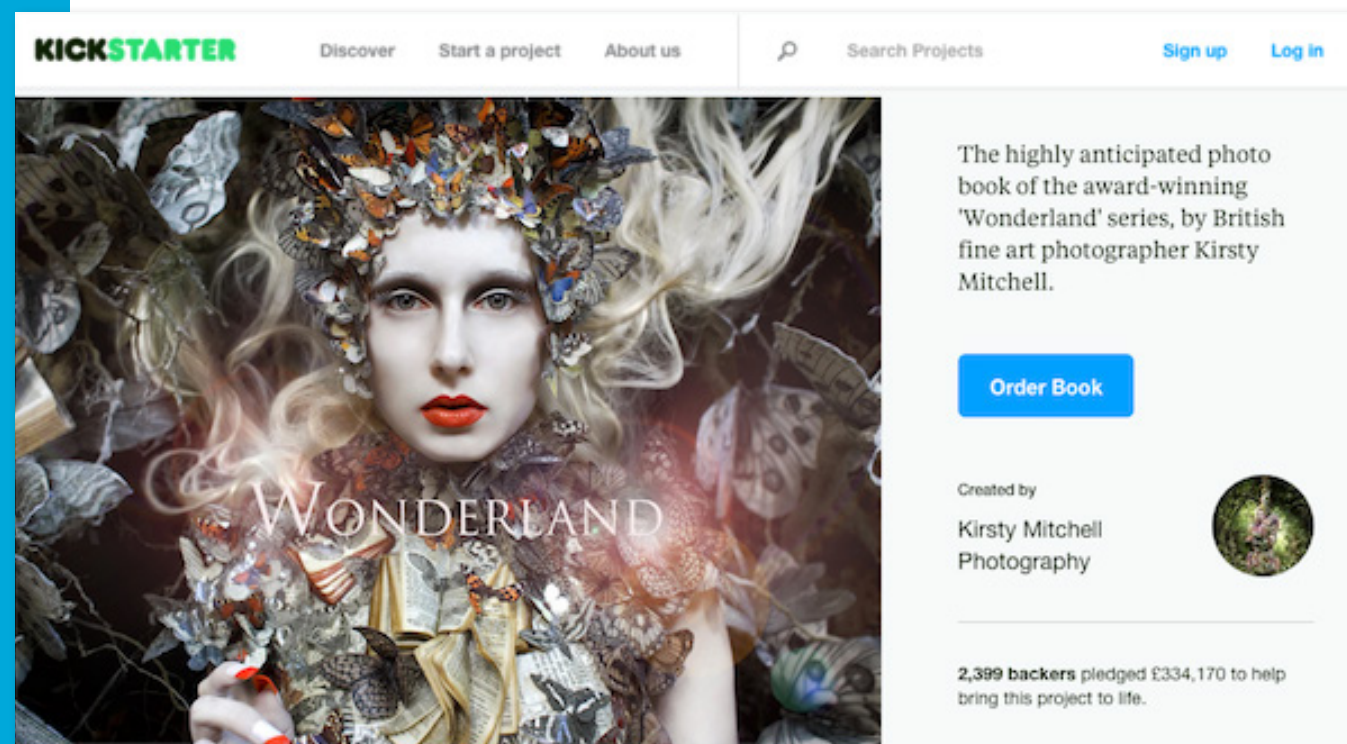 KICKSTARTER Discover Start a project About us Search Projects Sign up Log in
The highly anticipated photo
book of the award-winning
'Wonderland' series, by British
fine art photographer Kirsty
Mitchell.
Order Book
WONDERLAND
Created by
Kirsty Mitchell
Photography
2,399 backers pledged £334,170 to help
bring this project to life.